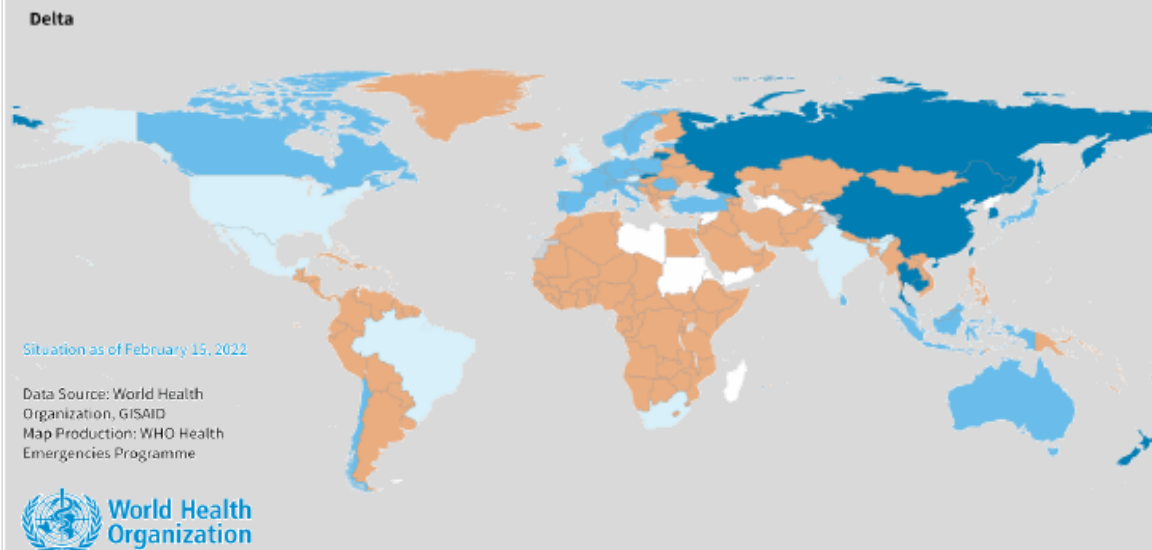 Delta
Situation as of February 15, 2022
Data Source: World Health
Organization, GISAID
Map Production: WHO Health
Emergencies Programme
World Health
Organization